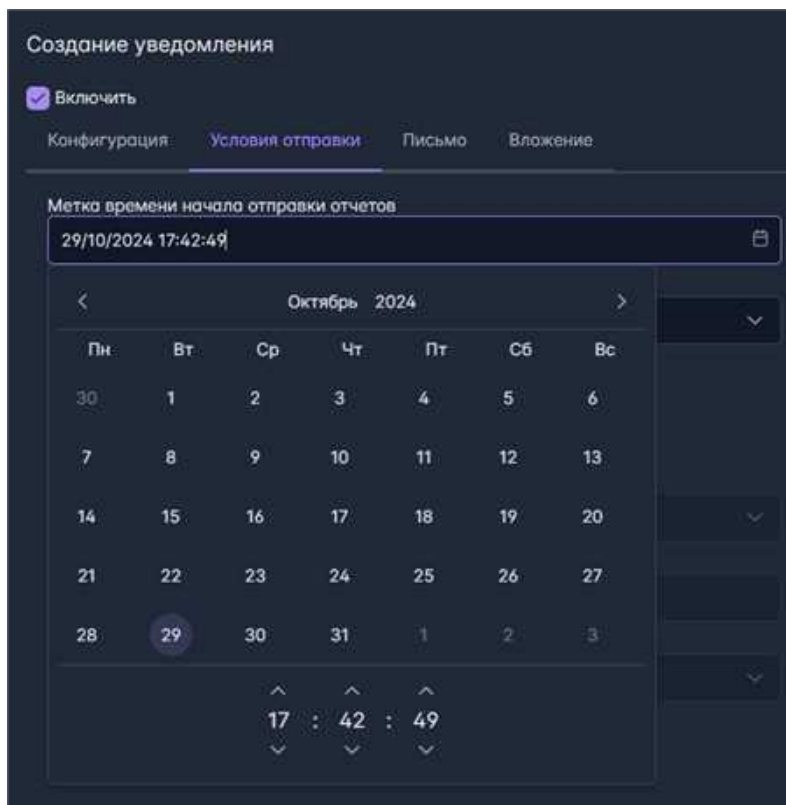 Создание уведомления
Включить
Конфигурация Условия отправки Письмо Вложение
Метка времени начала отправки отчетов
29/10/2024 17:42:49
Октябрь 2024
Пн Вт Ср Чт Пт Сб Вс
30 1 2 3 4 5 6
7 8 9 10 11 12 13
14 15 16 17 18 19 20
21 22 23 24 25 26 27
28 29 30 31 1 2 3
17 : 42 : 49